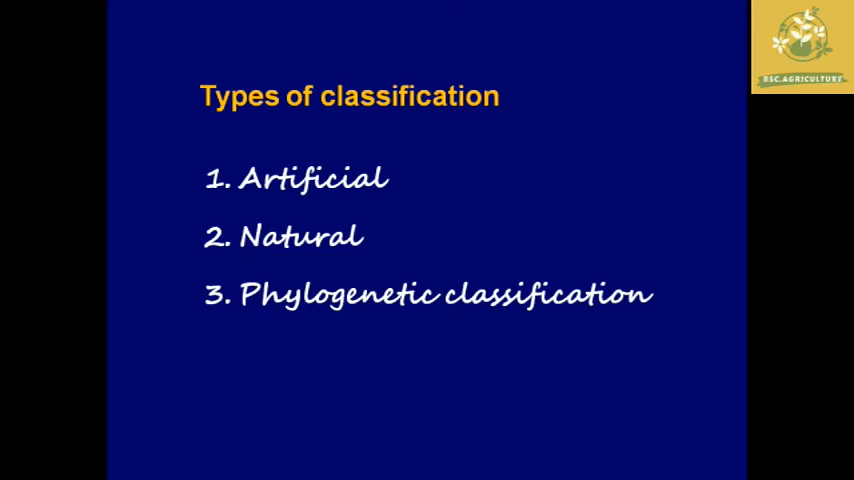 BSC.AGRICULTURE
Types of classification
1. Artificial
2. Natural
3. Phylogenetic classification